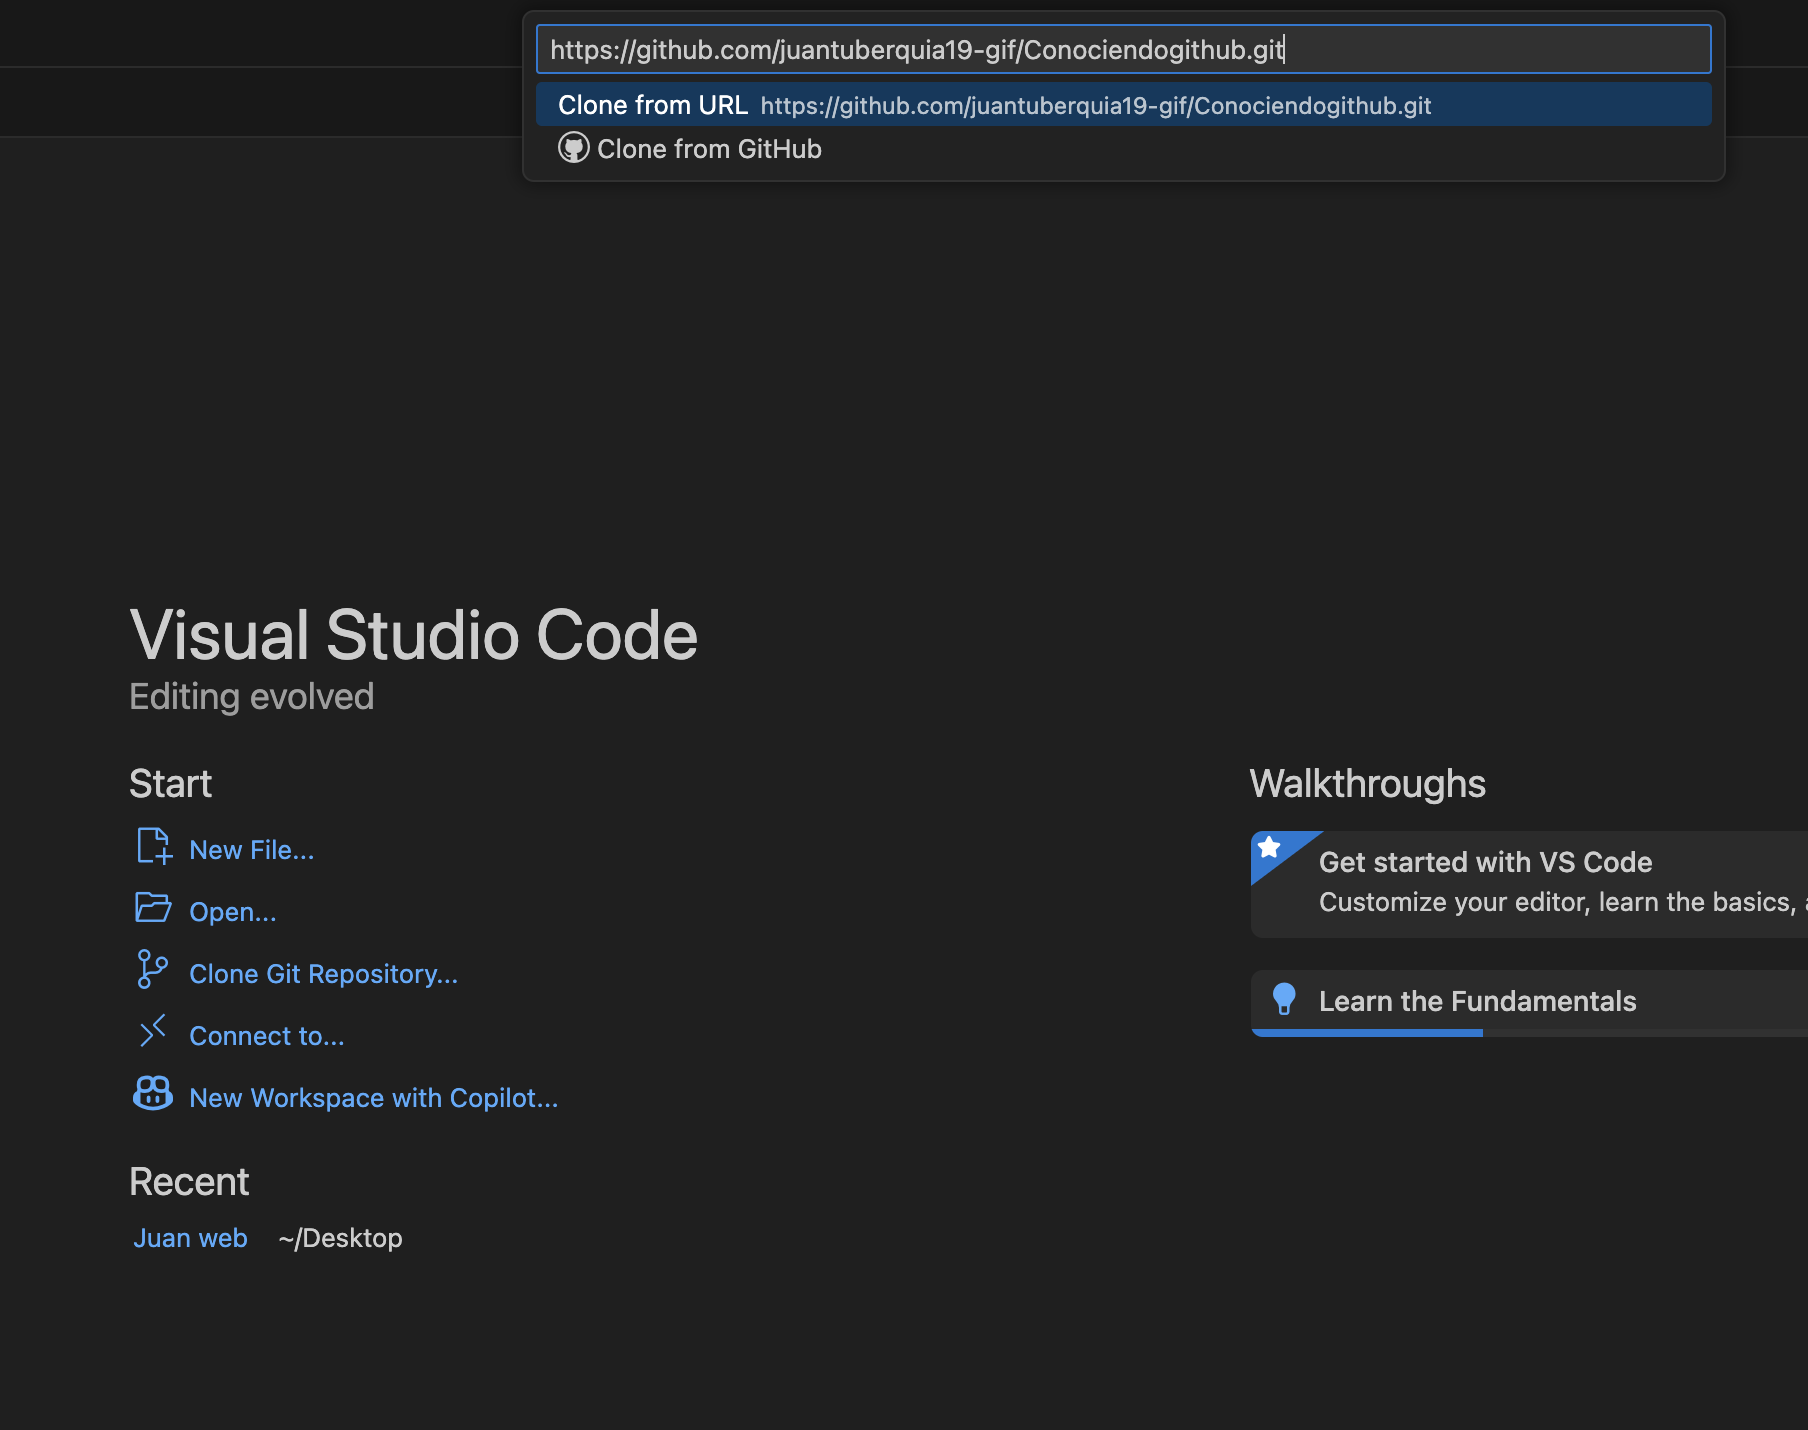 https://github.com/juantuberquia19-gif/Conociendogithub.git
Clone from URL https://github.com/juantuberquia19-gif/Conociendogithub.git
Clone from GitHub
Visual Studio Code
Editing evolved
Start
New File...
Open...
Clone Git Repository...
Connect to...
New Workspace with Copilot...
Recent
Juan web ~/Desktop
Walkthroughs
Get started with VS Code
Customize your editor, learn the basics,
Learn the Fundamentals